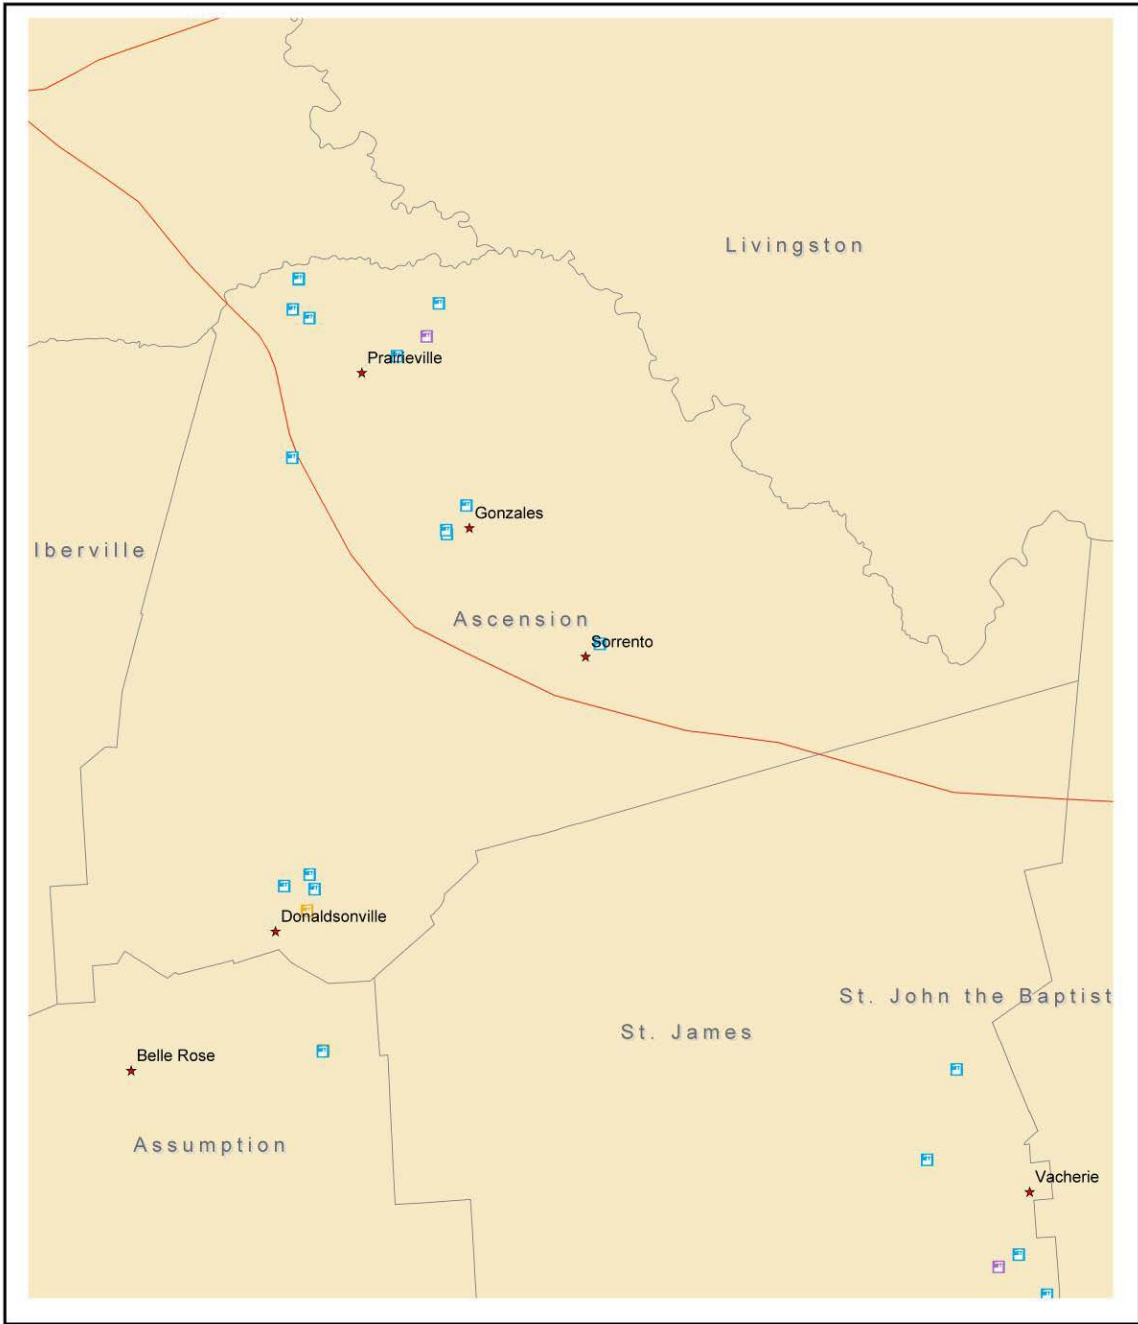 Livingston
Prairieville
Gonzales
Iberville
Ascension
Sorrento
Donaldsonville
St. John the Baptist
St. James
Belle Rose
Assumption
Vacherie